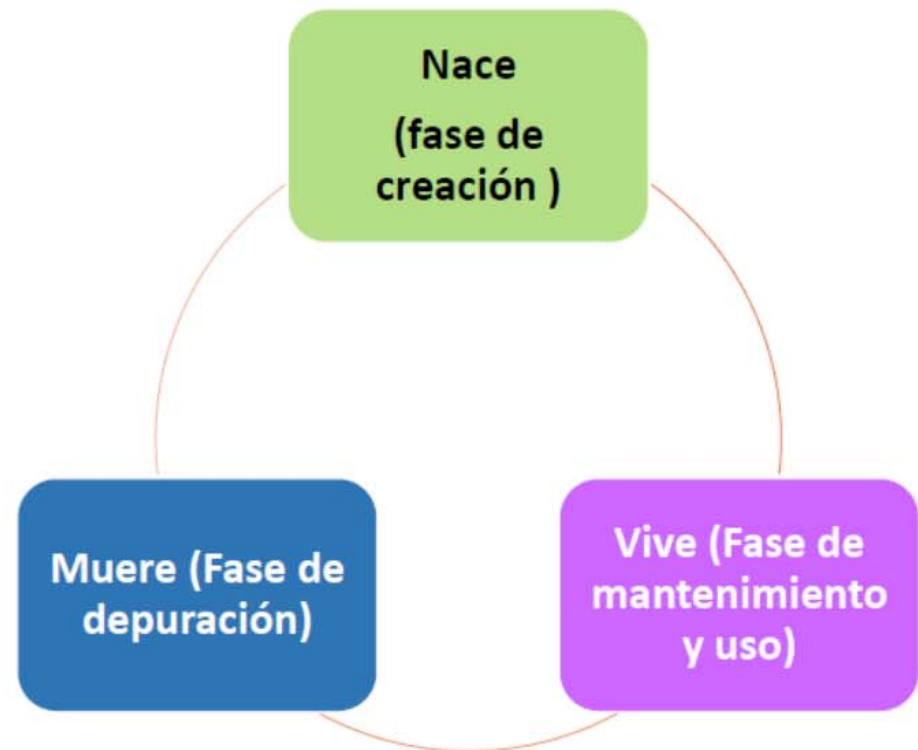 Nace
(fase de
creación )
Vive (Fase de
mantenimiento
y uso)
Muere (Fase de
depuración)